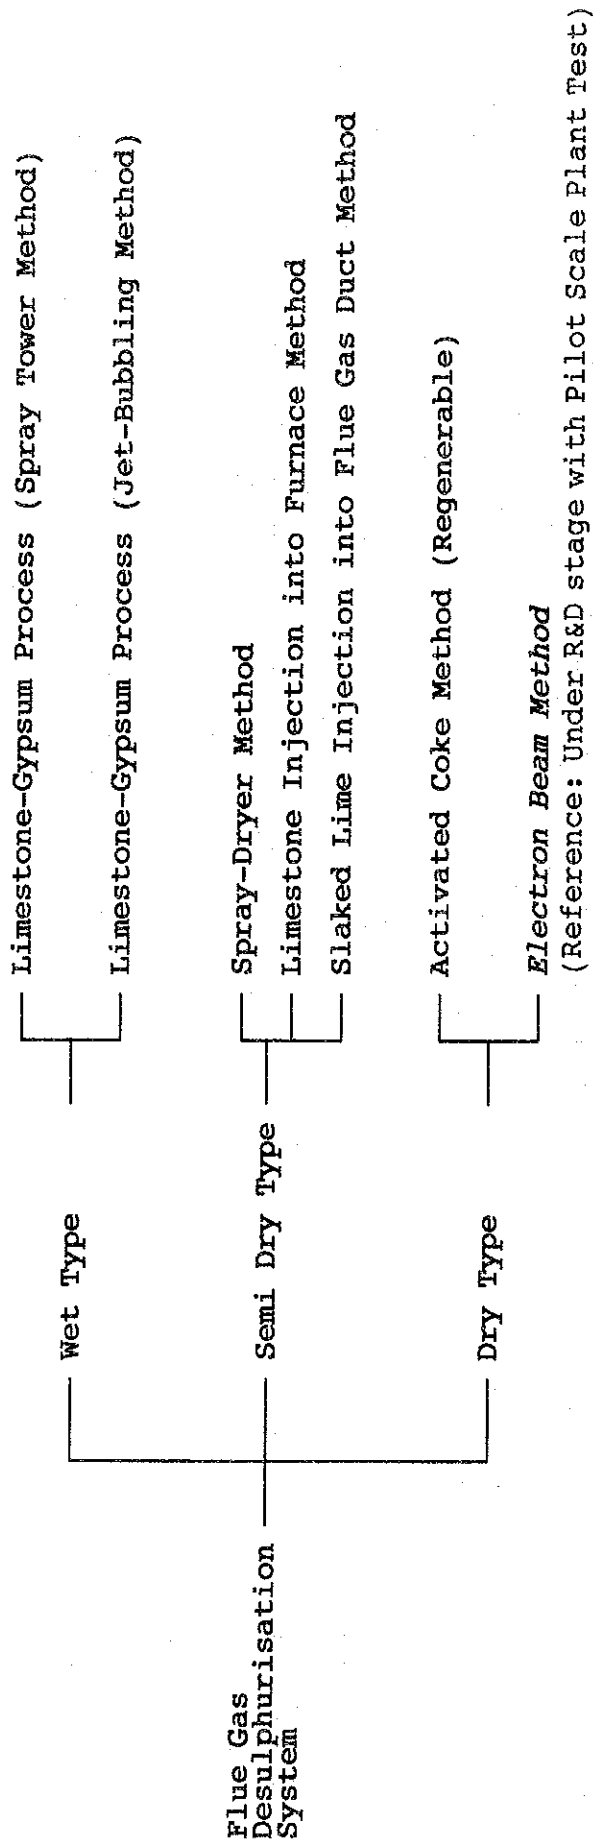 Flue Gas
Desulphurisation
System
Wet Type
Limestone-Gypsum Process (Spray Tower Method)
Limestone-Gypsum Process (Jet-Bubbling Method)
Semi Dry Type
Spray-Dryer Method
Limestone Injection into Furnace Method
Slaked Lime Injection into Flue Gas Duct Method
Dry Type
Activated Coke Method (Regenerable)
Electron Beam Method
(Reference: Under R&D stage with Pilot Scale Plant Test)